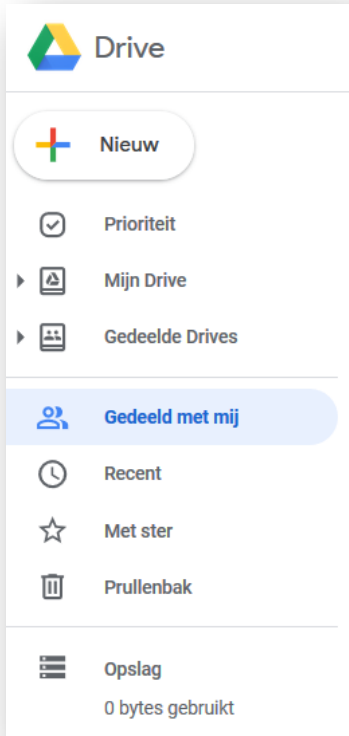 Drive
Nieuw
Prioriteit
Mijn Drive
Gedeelde Drives
Gedeeld met mij
Recent
Met ster
Prullenbak
Opslag
0 bytes gebruikt